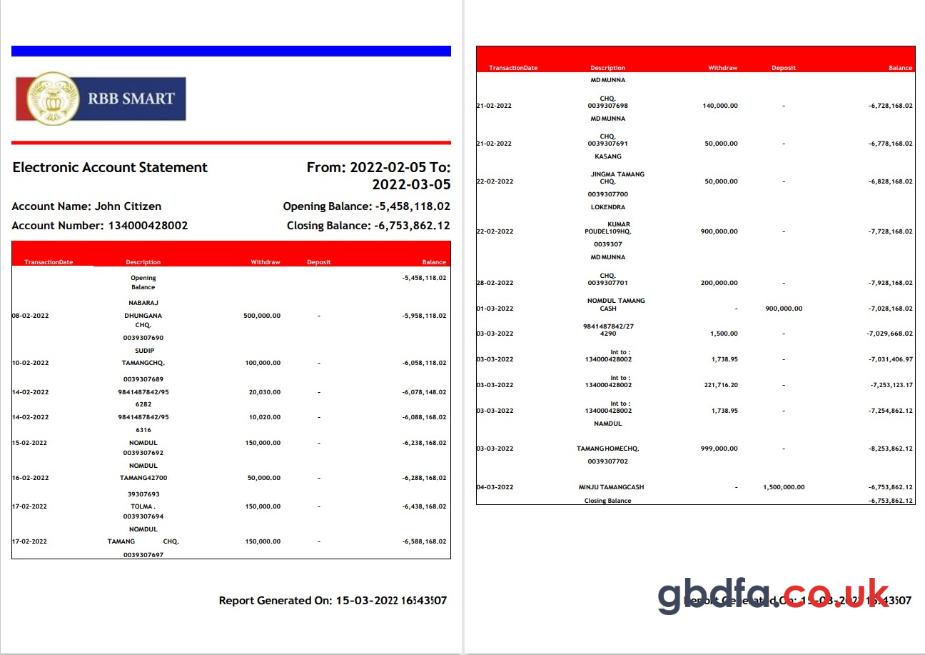 RBB SMART
Electronic Account Statement
From: 2022-02-05 To:
2022-03-05
Account Name: John Citizen
Opening Balance: -5,458,118.02
Account Number: 134000428002
Closing Balance: -6,753,862.12
TransactionDate Description Withdraw Deposit Balance
Opening
Balance
-5,458,118.02
NABARAJ
08-02-2022 DHUNGANA 500,000.00 - -5,958,118.02
CHQ.
0039307690
SUDIP
10-02-2022 TAMANGCHQ. 100,000.00 - -6,058,118.02
0039307689
14-02-2022 9841487842/95 20,030.00 - -6,078,148.02
6282
14-02-2022 9841487842/95 10,020.00 - -6,088,168.02
6316
15-02-2022 NOMDUL 150,000.00 - -6,238,168.02
0039307692
NOMDUL
16-02-2022 TAMANG42700 50,000.00 - -6,288,168.02
39307693
17-02-2022 TOLMA . 150,000.00 - -6,438,168.02
0039307694
NOMDUL
17-02-2022 TAMANG CHQ. 150,000.00 - -6,588,168.02
0039307697
Report Generated On: 15-03-2022 16:43:07
TransactionDate Description Withdraw Deposit Balance
MD MUNNA
CHQ.
21-02-2022 0039307698 140,000.00 - -6,728,168.02
MD MUNNA
CHQ.
21-02-2022 0039307691 50,000.00 - -6,778,168.02
KASANG
JINGMA TAMANG
22-02-2022 CHQ. 50,000.00 - -6,828,168.02
0039307700
LOKENDRA
KUMAR
22-02-2022 POUDEL109HQ. 900,000.00 - -7,728,168.02
0039307
MD MUNNA
CHQ.
28-02-2022 0039307701 200,000.00 - -7,928,168.02
NOMDUL TAMANG
01-03-2022 CASH - 900,000.00 -7,028,168.02
9841487842/27
03-03-2022 4290 1,500.00 - -7,029,668.02
Int to :
03-03-2022 134000428002 1,738.95 - -7,031,406.97
Int to :
03-03-2022 134000428002 221,716.20 - -7,253,123.17
Int to :
03-03-2022 134000428002 1,738.95 - -7,254,862.12
NAMDUL
03-03-2022 TAMANGHOMECHQ. 999,000.00 - -8,253,862.12
0039307702
04-03-2022 MINJU TAMANGCASH - 1,500,000.00 -6,753,862.12
Closing Balance -6,753,862.12
Report Generated On: 15-03-2022 16:43:07
gbdfa.co.uk